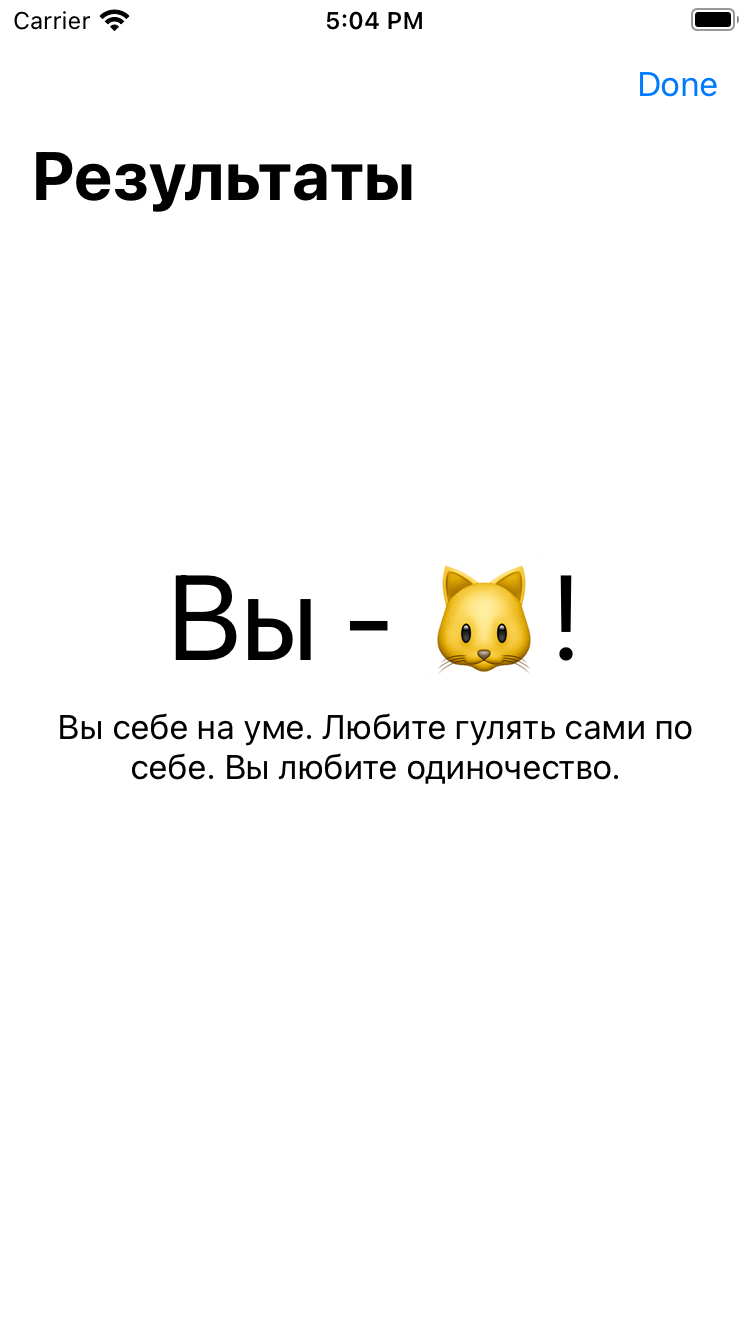 Carrier 5:04 PM
Done
Результаты
Вы - 🐱!
Вы себе на уме. Любите гулять сами по
себе. Вы любите одиночество.